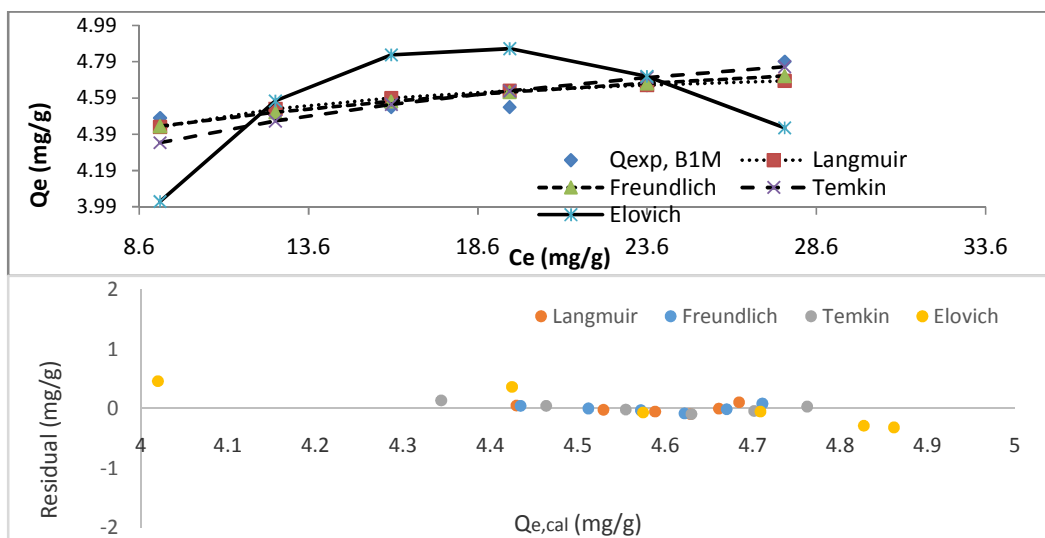 4.99
4.79
4.59
4.39
4.19
3.99
Qe (mg/g)
Qexp, B1M Langmuir
Freundlich Temkin
Elovich
8.6 13.6 18.6 23.6 28.6 33.6
Ce (mg/g)
2
1
0
-1
-2
Residual (mg/g)
Langmuir Freundlich Temkin Elovich
4 4.1 4.2 4.3 4.4 4.5 4.6 4.7 4.8 4.9 5
Qe,cal (mg/g)